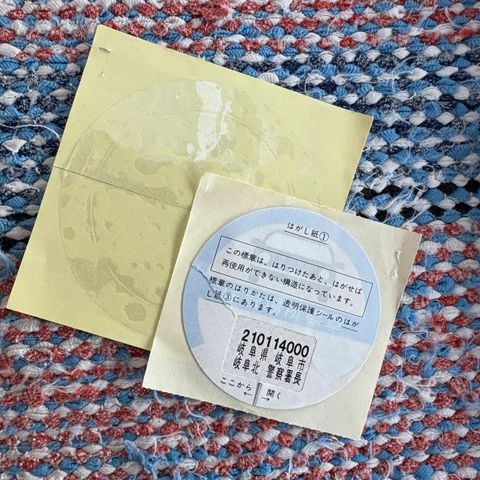 はがし紙①
この標章は、はりつけたあと、はがせば
再使用ができない構造になっています。
標章のはりかたは、透明保護シールのはが
し紙③にあります。
210114000
岐阜県 岐阜市
岐阜北 警察署長
ここから 開く
← →